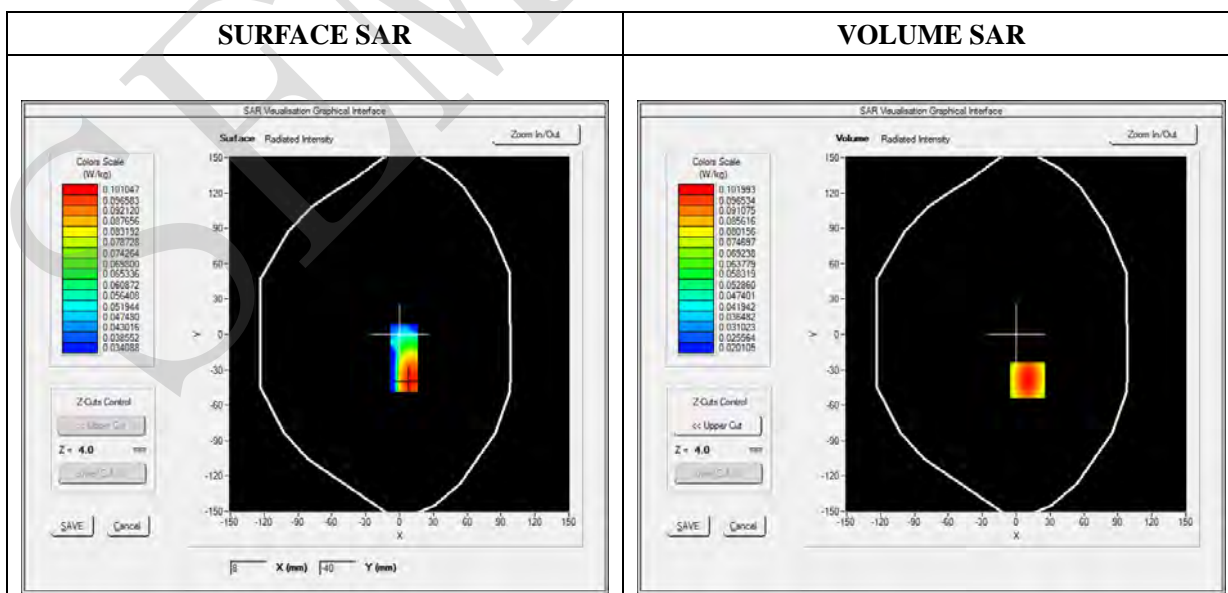 SURFACE SAR
VOLUME SAR
SAR Visualisation Graphical Interface
Surface Radiated Intensity
Zoom In/Out
Colors Scale
(W/kg)
0.101047
0.096583
0.092120
0.087656
0.083192
0.078728
0.074264
0.069800
0.065336
0.060872
0.056408
0.051944
0.047480
0.043016
0.038552
0.034088
150
120
90
60
30
0
-30
-60
-90
-120
-150
Y
-150 -120 -90 -60 -30 0 30 60 90 120 150
X
Z-Cuts Control
<< Upper Cut
Z = 4.0 mm
SAVE Cancel
8 X (mm) -40 Y (mm)
SAR Visualisation Graphical Interface
Volume Radiated Intensity
Zoom In/Out
Colors Scale
(W/kg)
0.101993
0.096534
0.091075
0.085616
0.080156
0.074697
0.069238
0.063779
0.058319
0.052860
0.047401
0.041942
0.036482
0.031023
0.025564
0.020105
150
120
90
60
30
0
-30
-60
-90
-120
-150
Y
-150 -120 -90 -60 -30 0 30 60 90 120 150
X
Z-Cuts Control
<< Upper Cut
Z = 4.0 mm
SAVE Cancel